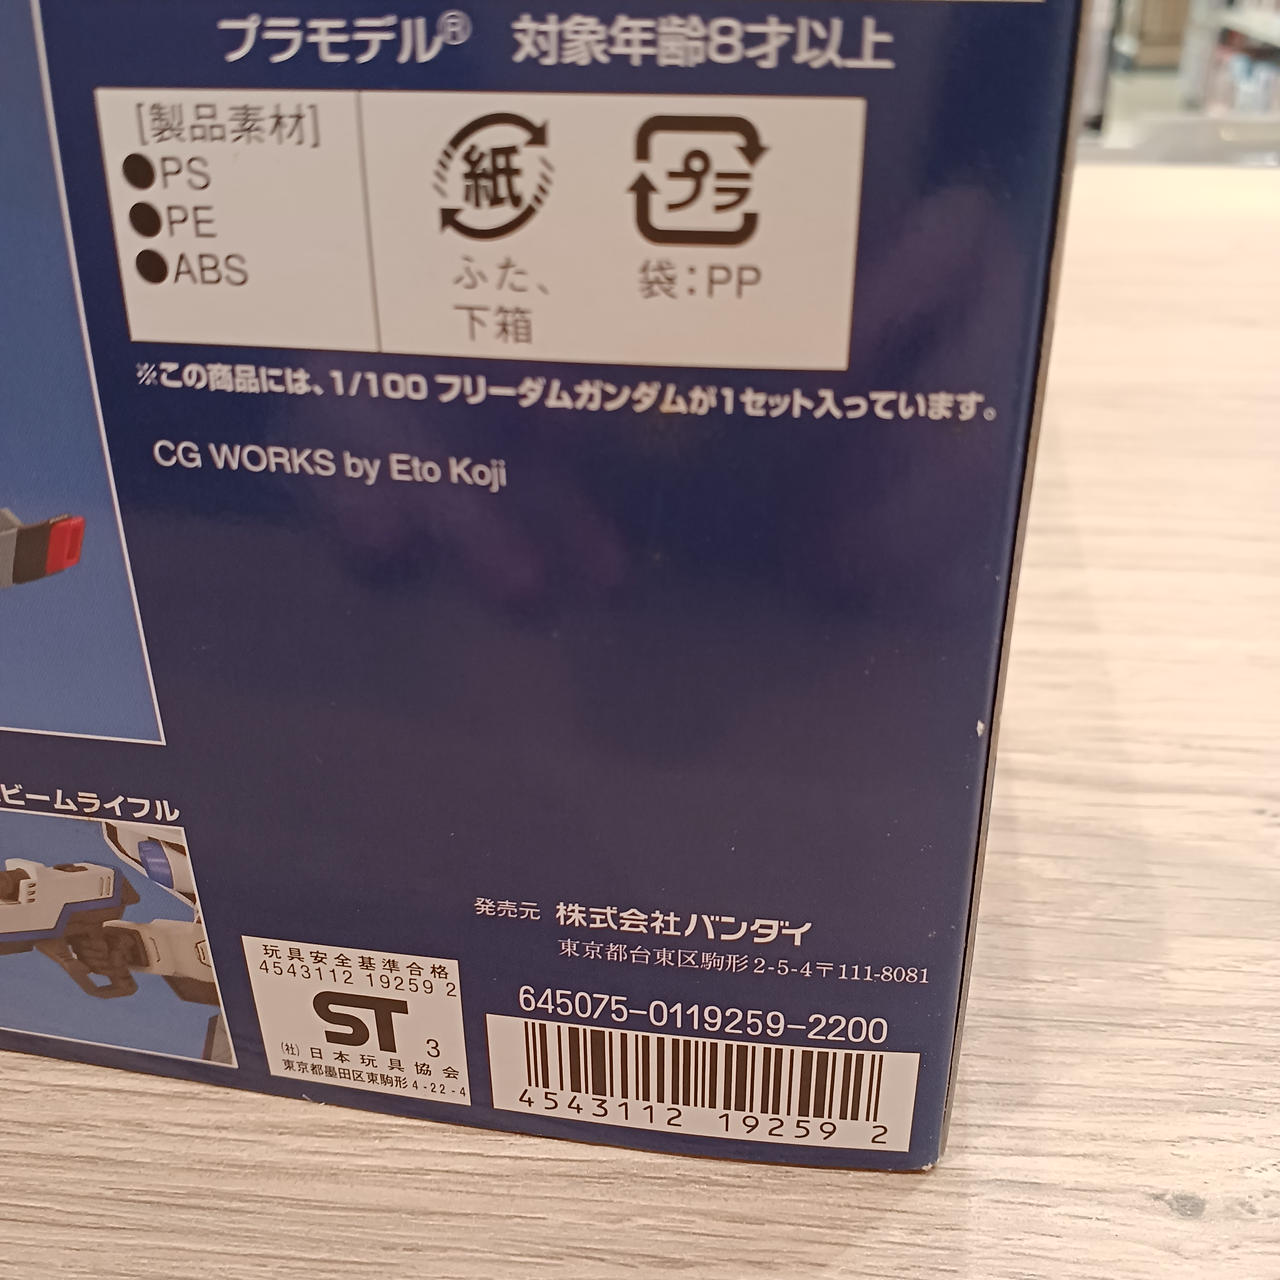 プラモデル® 対象年齢8才以上
[製品素材]
●PS
●PE
●ABS
紙
ふた、
下箱
プラ
袋:PP
※この商品には、1/100 フリーダムガンダムが1セット入っています。
CG WORKS by Eto Koji
ビームライフル
発売元 株式会社バンダイ
東京都台東区駒形2-5-4〒111-8081
玩具安全基準合格
4543112 19259 2
ST 3
(社)日本玩具協会
東京都墨田区東駒形4-22-4
645075-0119259-2200
4543112 19259 2